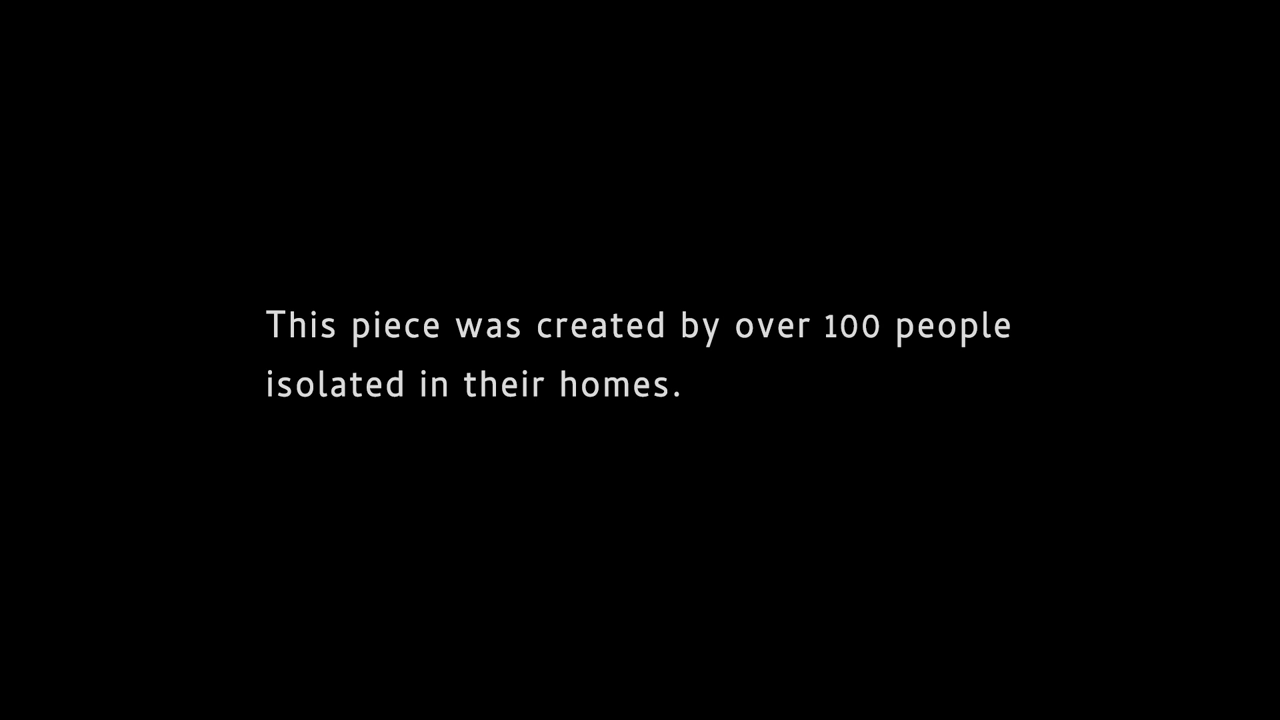 This piece was created by over 100 people
isolated in their homes.